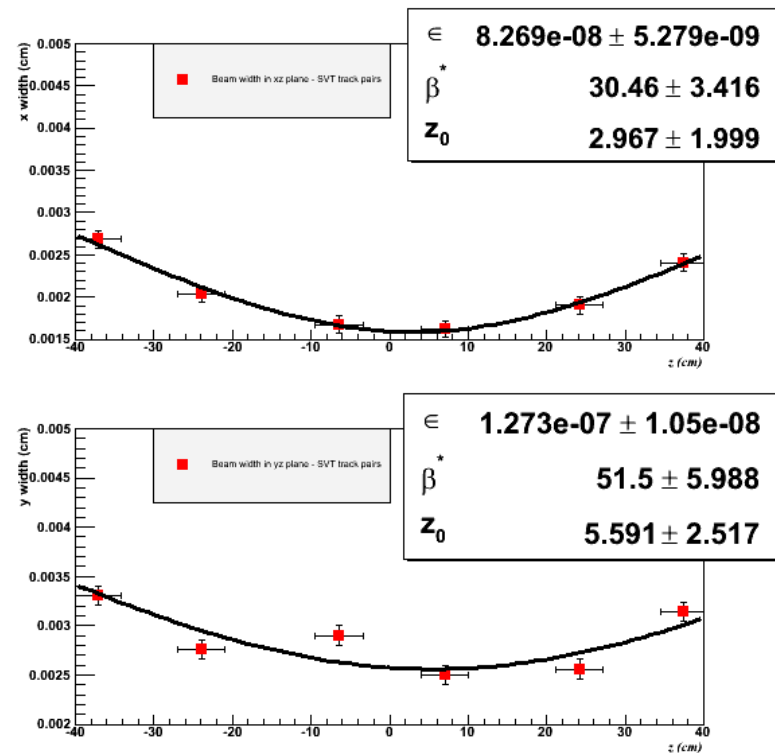 ∈ 8.269e-08 ± 5.279e-09
β* 30.46 ± 3.416
z₀ 2.967 ± 1.999
Beam width in xz plane - SVT track pairs
x width (cm)
0.005
0.0045
0.004
0.0035
0.003
0.0025
0.002
0.0015
-40 -30 -20 -10 0 10 20 30 40
z (cm)
∈ 1.273e-07 ± 1.05e-08
β* 51.5 ± 5.988
z₀ 5.591 ± 2.517
Beam width in yz plane - SVT track pairs
y width (cm)
0.005
0.0045
0.004
0.0035
0.003
0.0025
0.002
-40 -30 -20 -10 0 10 20 30 40
z (cm)